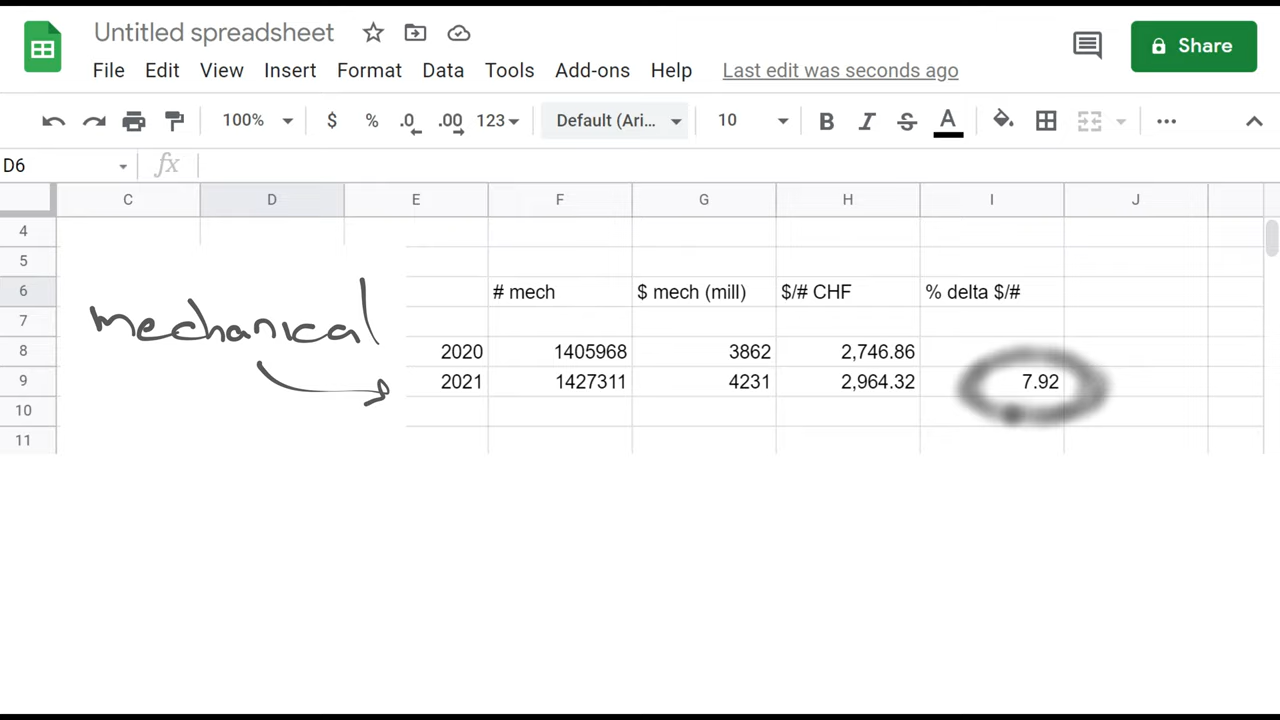 Untitled spreadsheet
File Edit View Insert Format Data Tools Add-ons Help Last edit was seconds ago
Share
100% $ % .0 .00 123 Default (Ari... 10 B I S A
D6 fx
C D E F G H I J
4
5
6 # mech $ mech (mill) $/# CHF % delta $/#
7 mechanical
8 2020 1405968 3862 2,746.86
9 2021 1427311 4231 2,964.32 7.92
10
11